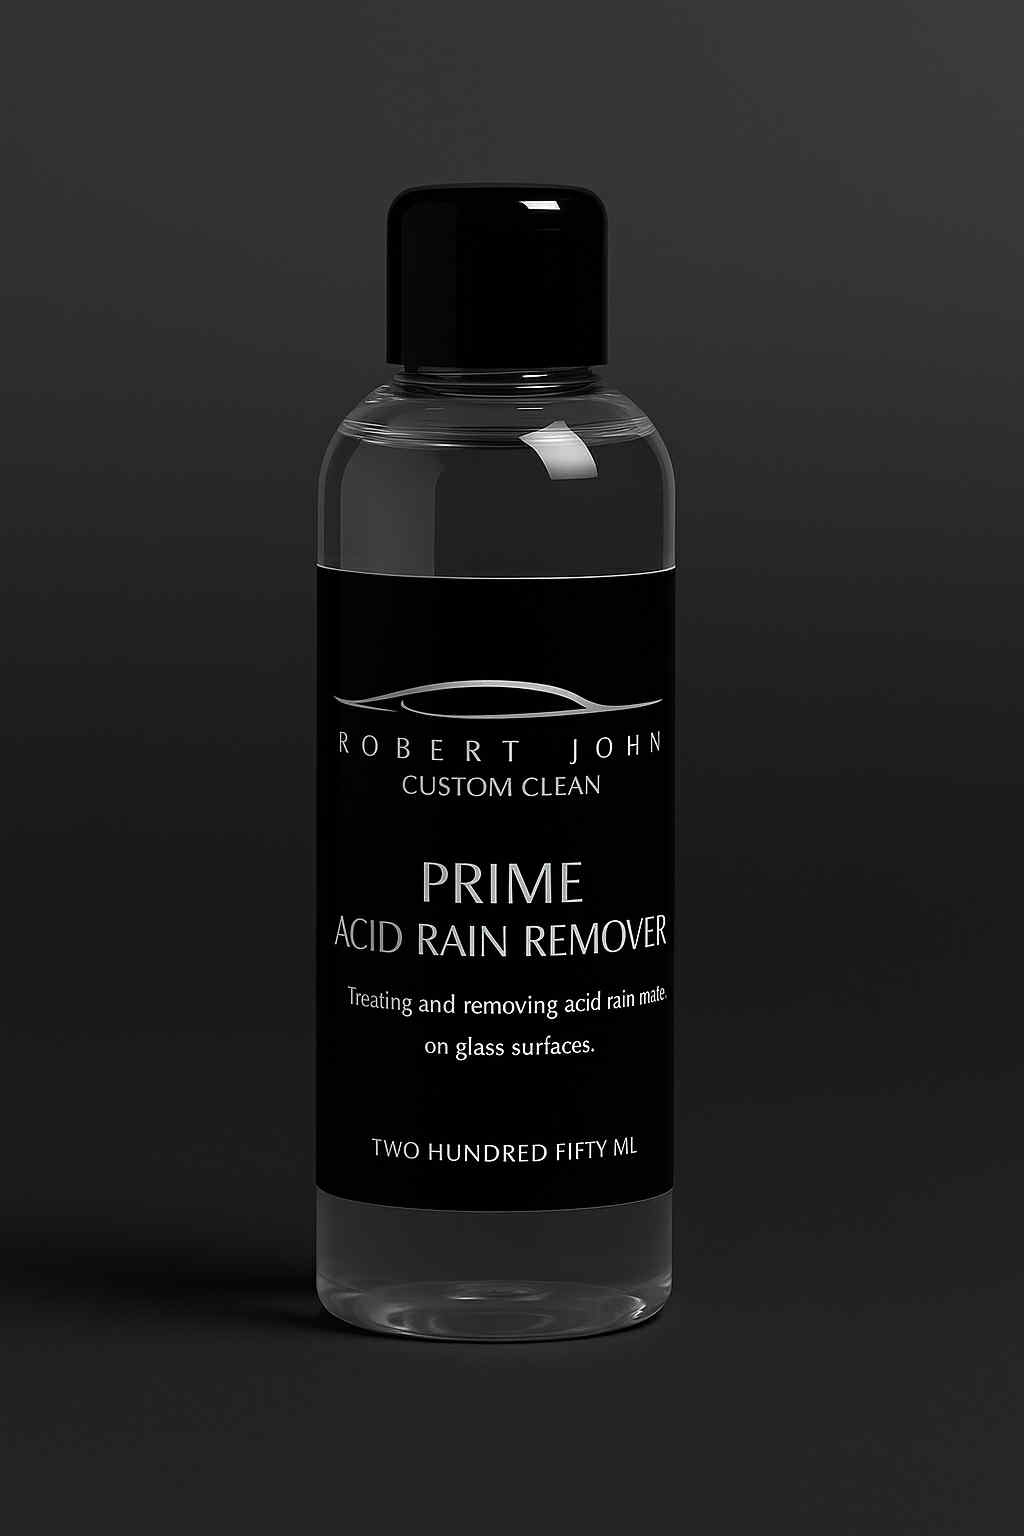 ROBERT JOHN
CUSTOM CLEAN
PRIME
ACID RAIN REMOVER
Treating and removing acid rain mate.
on glass surfaces.
TWO HUNDRED FIFTY ML